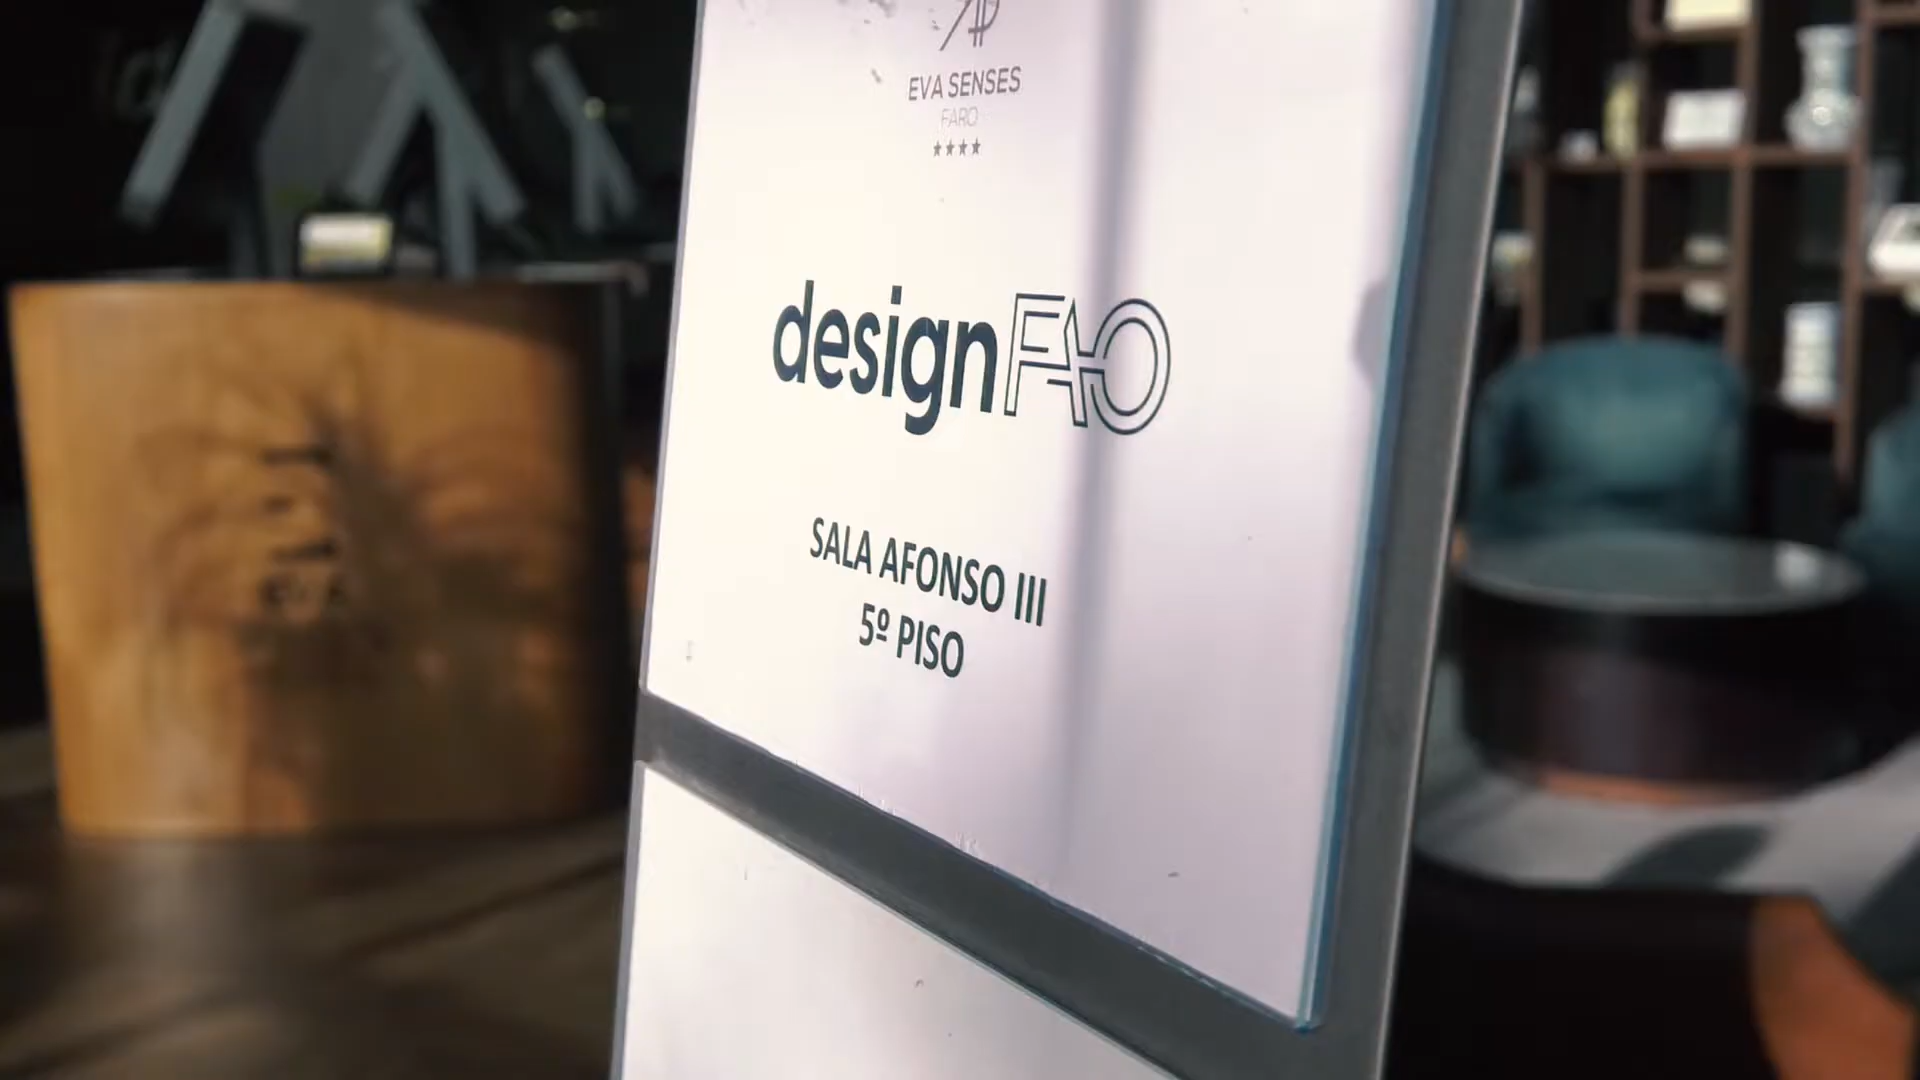 EVA SENSES
FARO
★★★★
designFAO
SALA AFONSO III
5º PISO